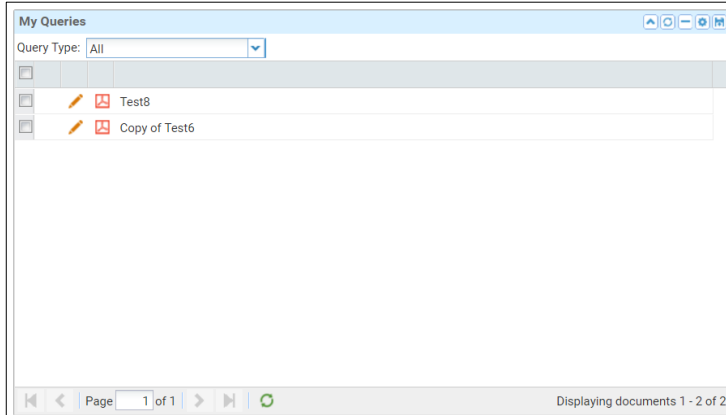 My Queries
Query Type: All
Test8
Copy of Test6
Page 1 of 1 Displaying documents 1 - 2 of 2